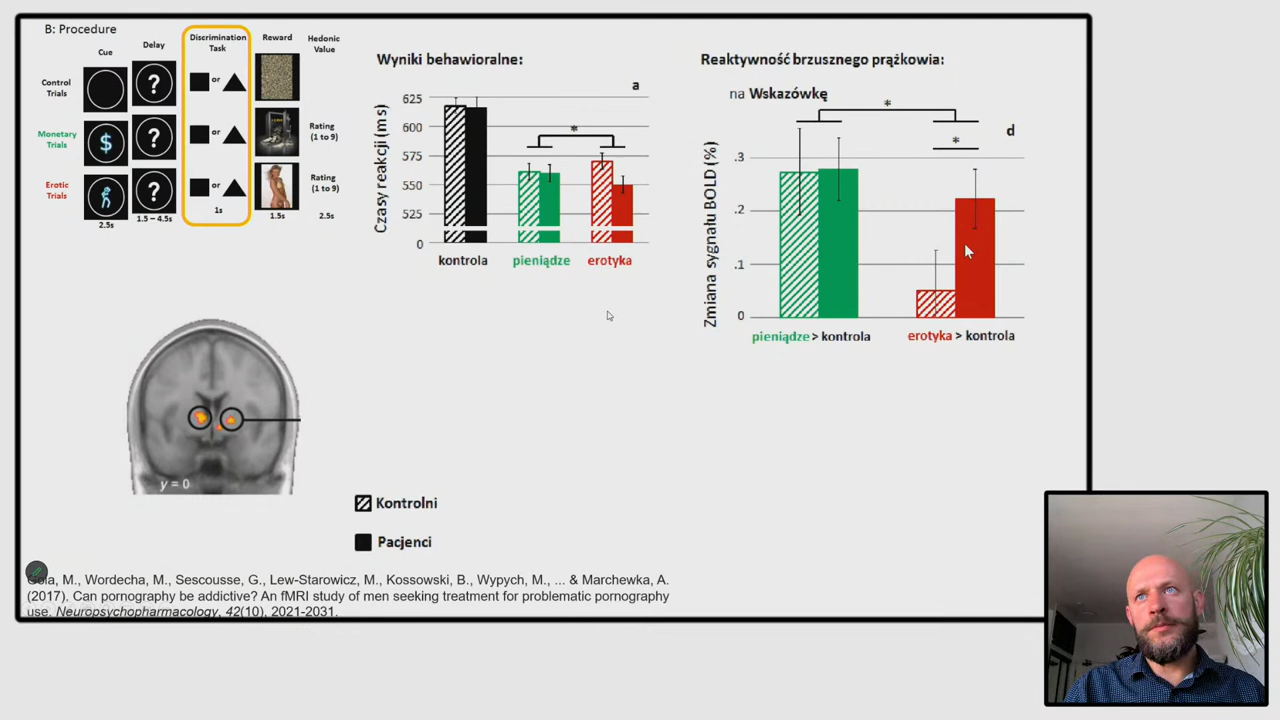 B: Procedure
Cue
Delay
Discrimination
Task
Reward
Hedonic
Value
Control
Trials
?
or
Monetary
Trials
$
?
or
Rating
(1 to 9)
Erotic
Trials
?
or
Rating
(1 to 9)
2.5s
1.5 – 4.5s
1s
1.5s
2.5s
Wyniki behawioralne:
a
Czasy reakcji (m s)
625
600
575
550
525
0
*
kontrola
pieniądze
erotyka
Reaktywność brzusznego prążkowia:
na Wskazówkę
d
Zmiana sygnału BOLD (%)
.3
.2
.1
0
*
*
pieniądze > kontrola
erotyka > kontrola
y = 0
Kontrolni
Pacjenci
Gola, M., Wordecha, M., Sescousse, G., Lew-Starowicz, M., Kossowski, B., Wypych, M., ... & Marchewka, A.
(2017). Can pornography be addictive? An fMRI study of men seeking treatment for problematic pornography
use. Neuropsychopharmacology, 42(10), 2021-2031.